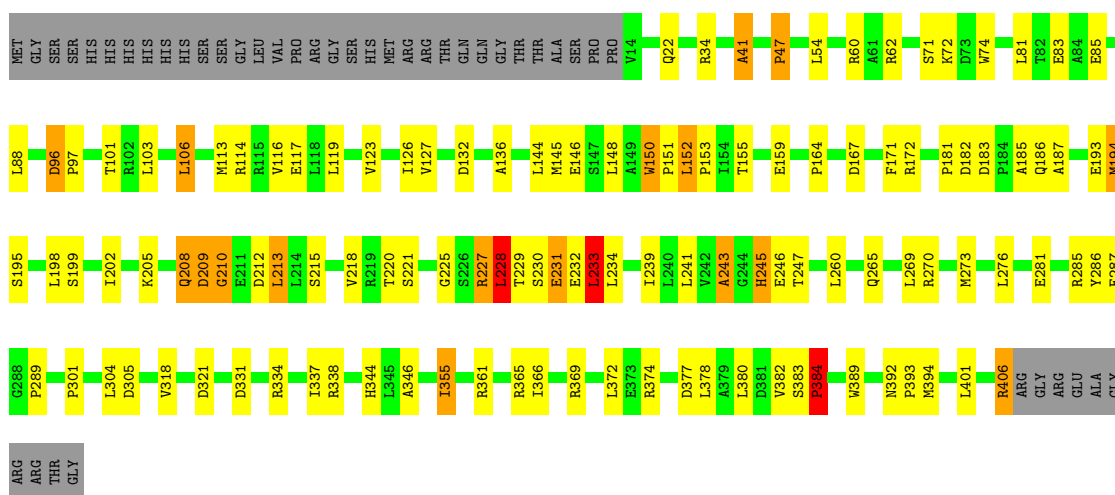 MET GLY SER SER HIS HIS HIS HIS HIS HIS SER SER GLY LEU VAL PRO ARG GLY SER HIS MET ARG ARG THR GLN GLN GLY THR THR ALA SER PRO PRO V14 Q22 R34 A41 P47 L54 R60 A61 R62 S71 K72 D73 W74 L81 T82 E83 A84 E85
L88 D96 P97 T101 R102 L103 L106 M113 R114 R115 V116 E117 L118 L119 V123 I126 V127 D132 A136 L144 M145 E146 S147 L148 A149 W150 P151 L152 P153 I154 T155 E159 P164 D167 F171 R172 P181 D182 D183 P184 A185 Q186 A187 E193 M194
S195 L198 S199 I202 K205 Q208 D209 G210 E211 D212 L213 L214 S215 V218 R219 T220 S221 G225 S226 R227 L228 T229 S230 E231 E232 L233 L234 I239 L240 L241 V242 A243 G244 H245 E246 T247 L260 Q265 L269 R270 M273 L276 E281 R285 Y286
G288 P289 P301 L304 D305 V318 D321 D331 R334 I337 R338 H344 L345 A346 I355 R361 R365 I366 R369 L372 E373 R374 D377 L378 A379 L380 D381 V382 S383 P384 W389 N392 P393 M394 L401 R406 ARG GLY ARG GLU ALA GLY
ARG ARG THR GLY